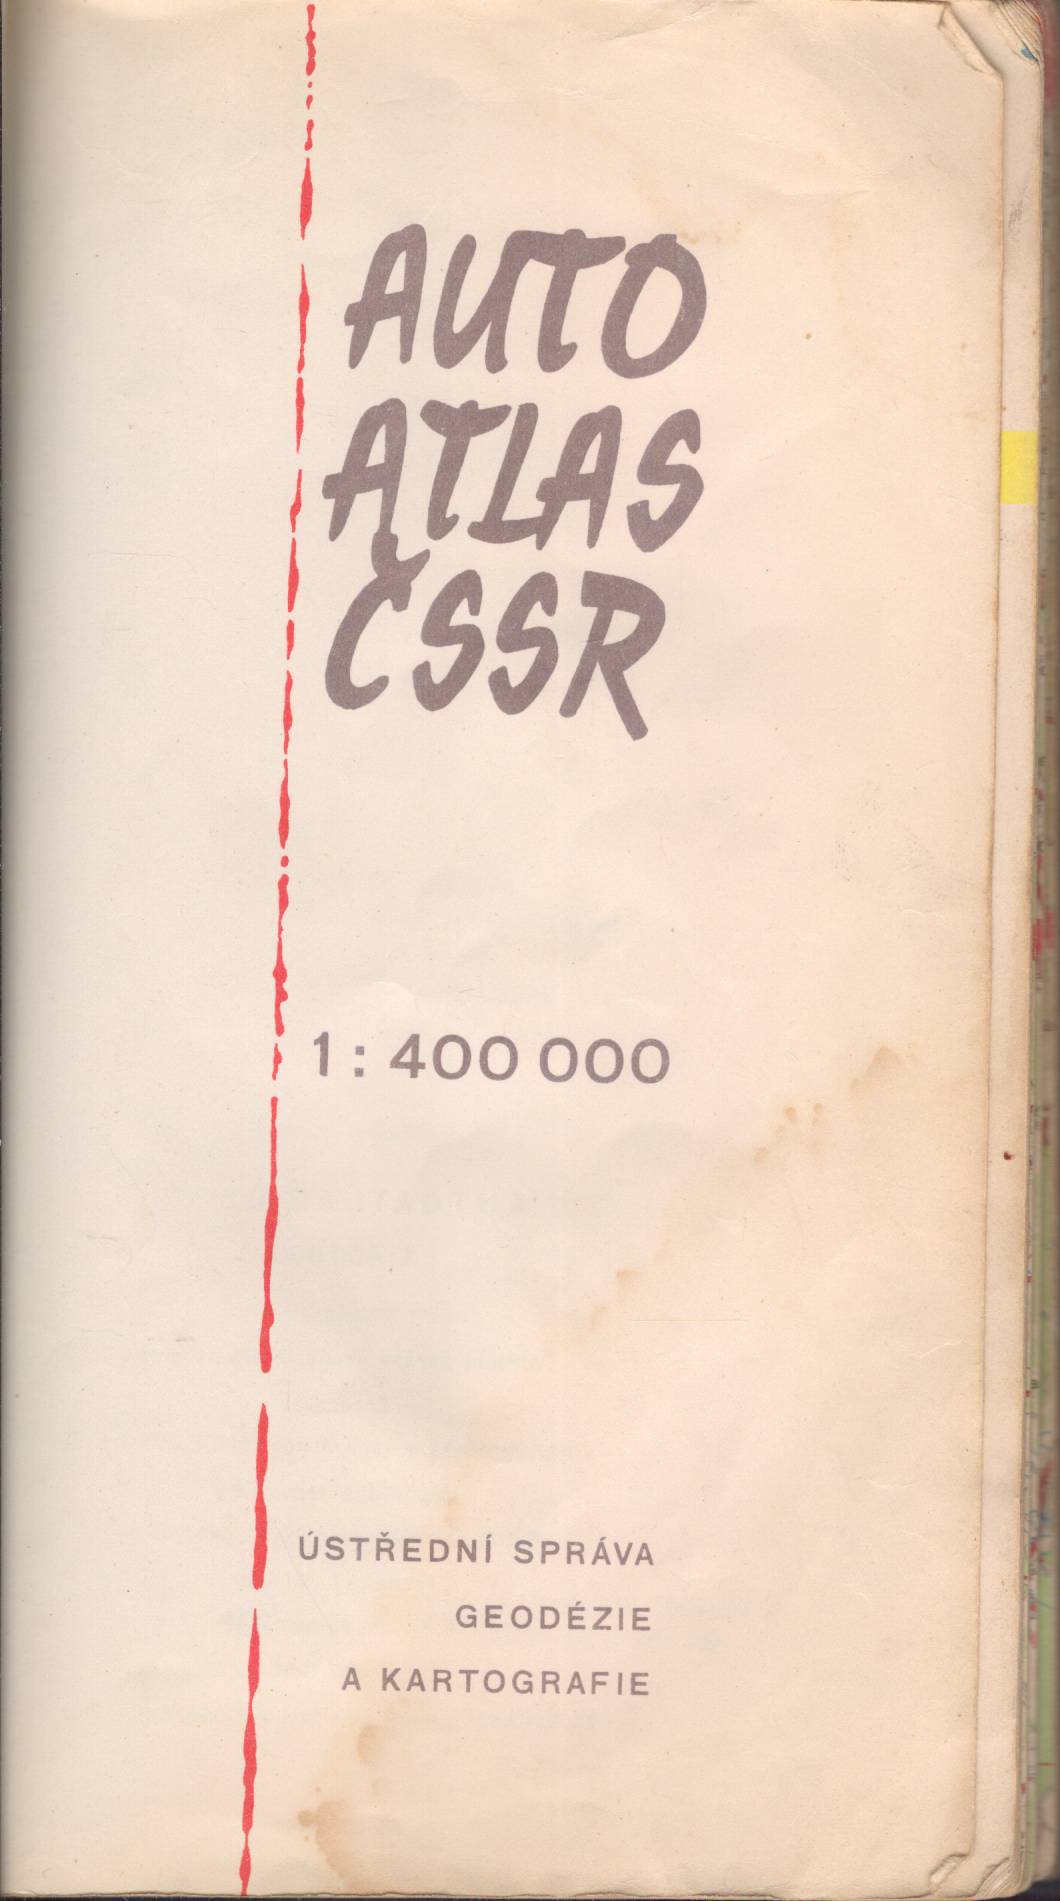 AUTO
ATLAS
ČSSR
1 : 400 000
ÚSTŘEDNÍ SPRÁVA
GEODÉZIE
A KARTOGRAFIE